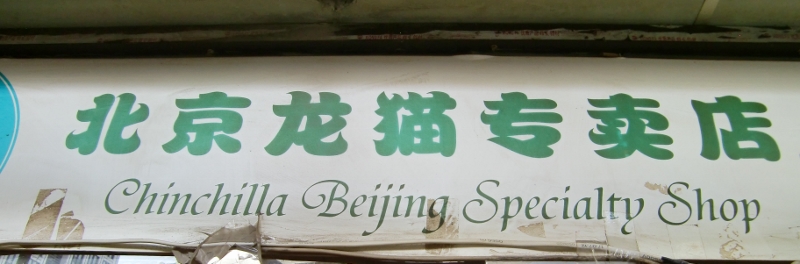 北京龙猫专卖店
Chinchilla Beijing Specialty Shop